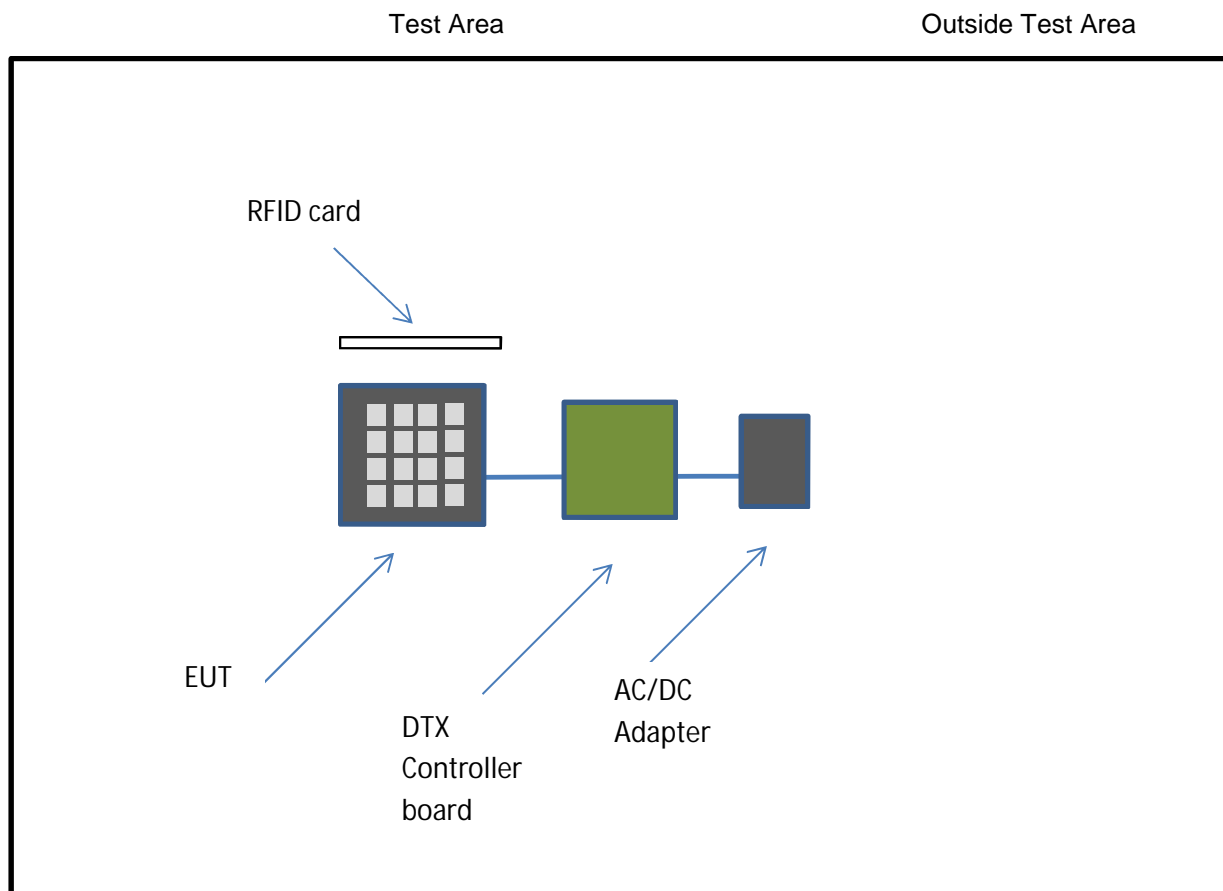 Test Area
Outside Test Area
RFID card
EUT
DTX
Controller
board
AC/DC
Adapter